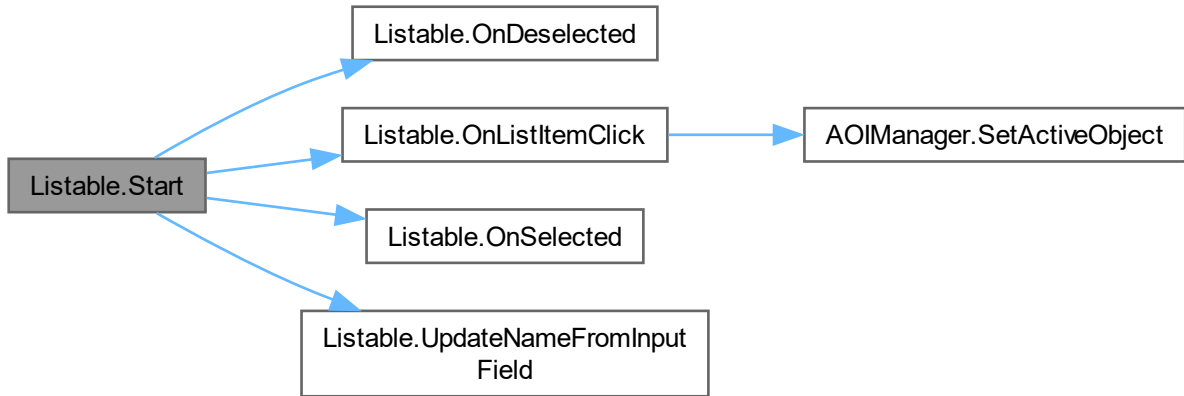 Listable.Start
Listable.OnDeselected
Listable.OnListItemClick
AOIManager.SetActiveObject
Listable.OnSelected
Listable.UpdateNameFromInput
Field